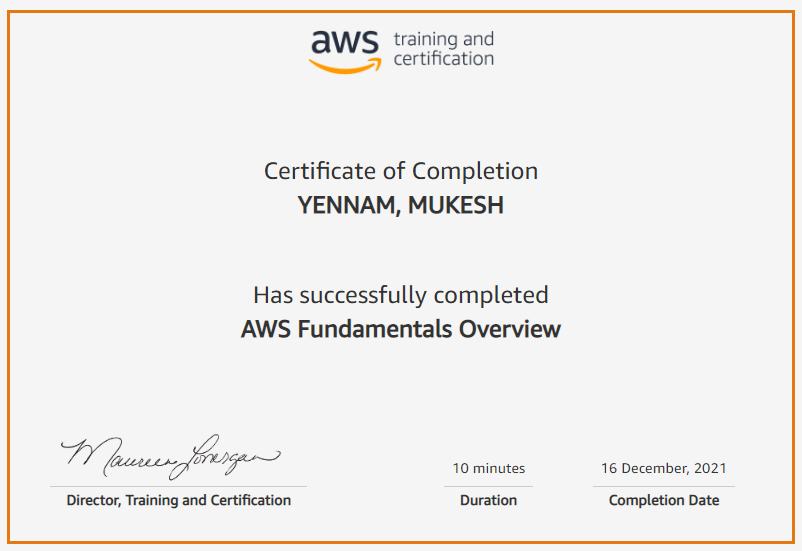 aws training and
certification
Certificate of Completion
YENNAM, MUKESH
Has successfully completed
AWS Fundamentals Overview
Maureen Lonergan
10 minutes
16 December, 2021
Director, Training and Certification
Duration
Completion Date